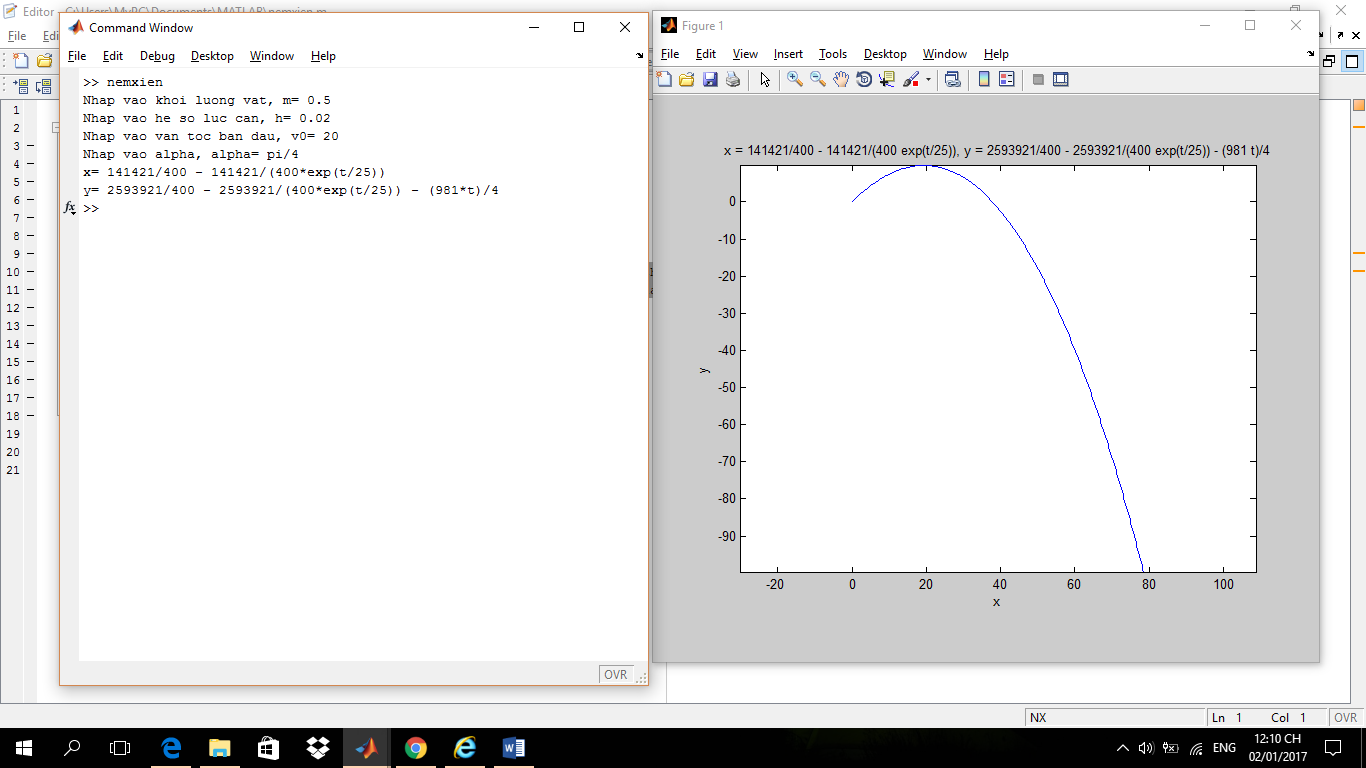 Editor - C:\Users\MyPC\Documents\MATLAB\nemxien.m
File
Command Window
File Edit Debug Desktop Window Help
>> nemxien
Nhap vao khoi luong vat, m= 0.5
Nhap vao he so luc can, h= 0.02
Nhap vao van toc ban dau, v0= 20
Nhap vao alpha, alpha= pi/4
x= 141421/400 - 141421/(400*exp(t/25))
y= 2593921/400 - 2593921/(400*exp(t/25)) - (981*t)/4
fx >>
OVR
1
2
3
4
5
6
7
8
9
10
11
12
13
14
15
16
17
18
19
20
21
Figure 1
File Edit View Insert Tools Desktop Window Help
x = 141421/400 - 141421/(400 exp(t/25)), y = 2593921/400 - 2593921/(400 exp(t/25)) - (981 t)/4
0
-10
-20
-30
-40
-50
-60
-70
-80
-90
y
-20 0 20 40 60 80 100
x
NX Ln 1 Col 1 OVR
ENG
12:10 CH
02/01/2017